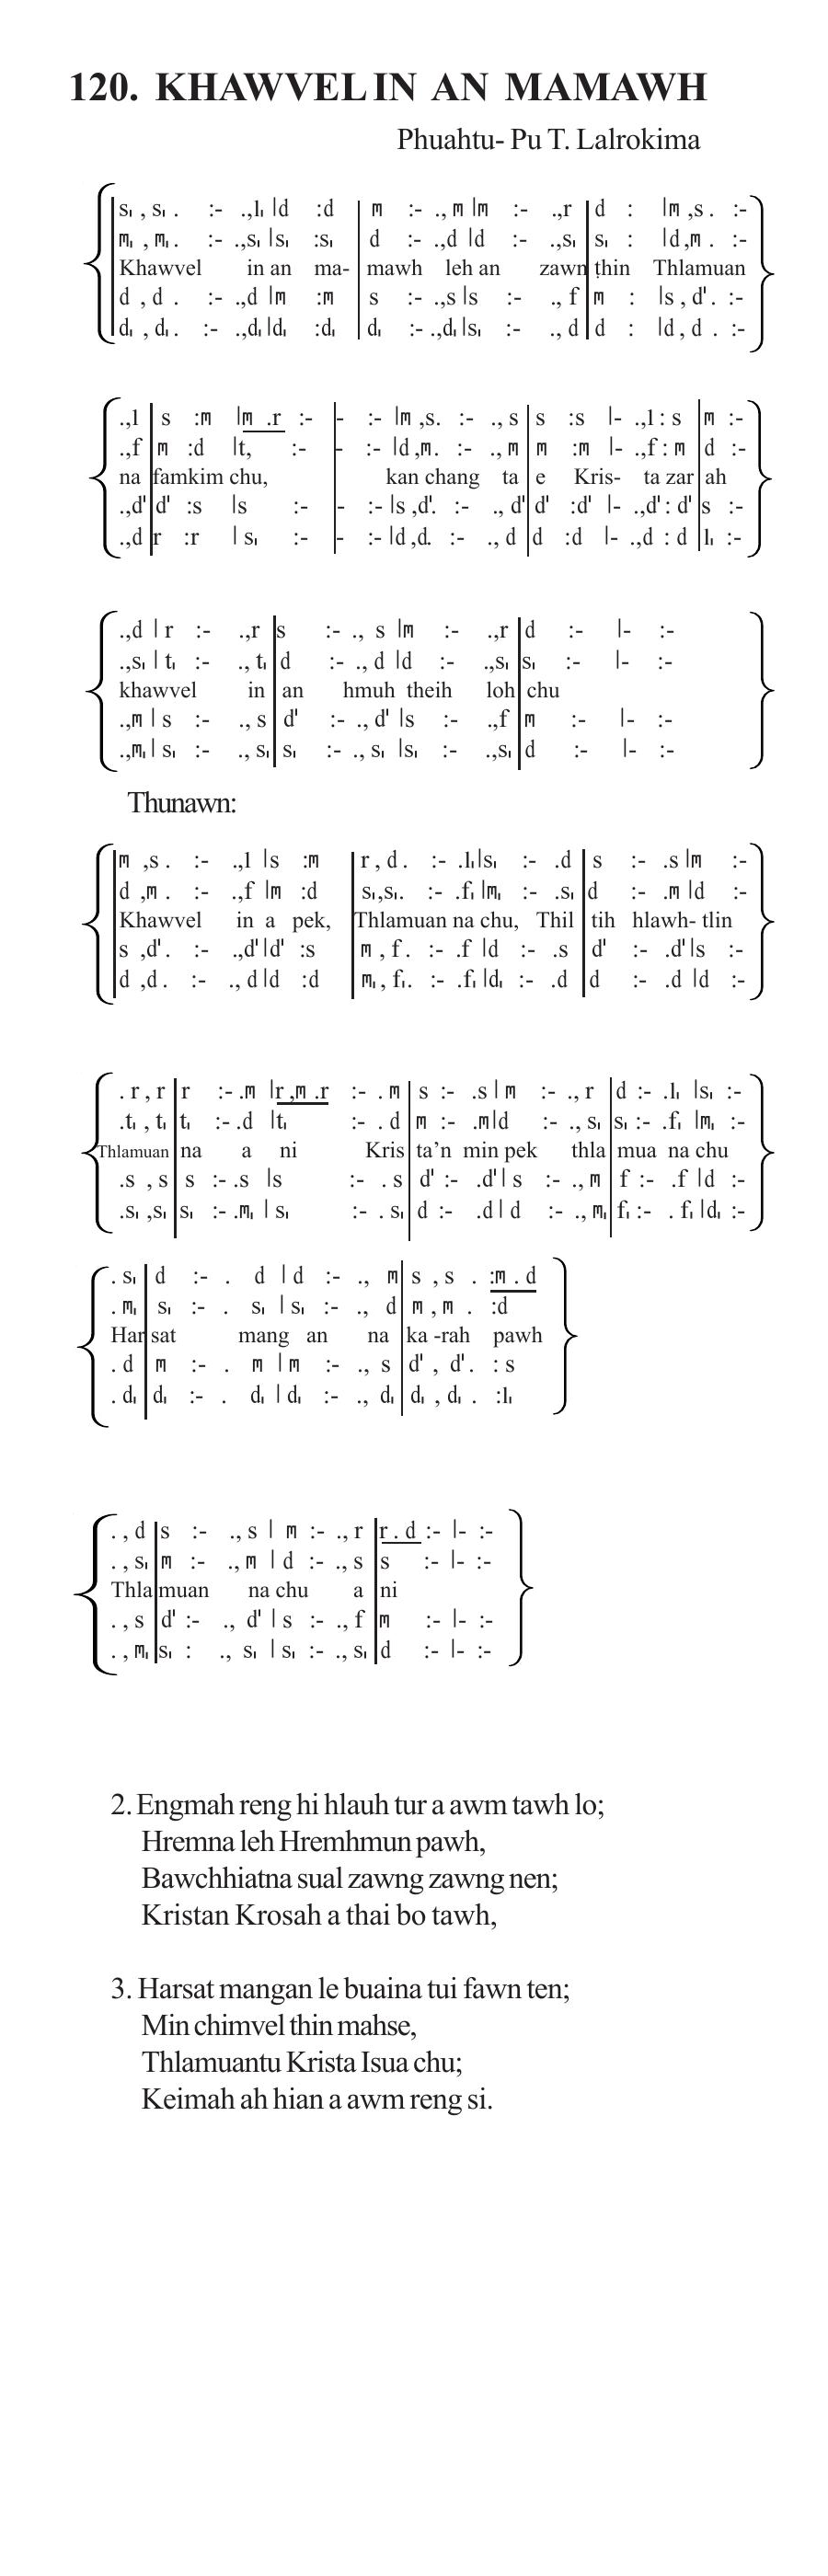 120. KHAWVEL IN AN MAMAWH
Phuahtu- Pu T. Lalrokima
s₁ , s₁ . :- .,l₁ |d :d | m :- ., m |m :- .,r | d : |m ,s . :-
m₁ , m₁. :- .,s₁ |s₁ :s₁ d :- .,d |d :- .,s₁ | s₁ : |d ,m . :-
Khawvel in an ma- mawh leh an zawn ṭhin Thlamuan
d , d . :- .,d |m :m s :- .,s |s :- ., f | m : |s , d'. :-
d₁ , d₁. :- .,d₁ |d₁ :d₁ | d₁ :- .,d₁ |s₁ :- ., d | d : |d , d . :-
.,l | s :m |m .r :- |- :- |m ,s. :- ., s | s :s |- .,l : s | m :-
.,f | m :d |t, :- |- :- |d ,m. :- ., m | m :m |- .,f : m | d :-
na famkim chu, kan chang ta e Kris- ta zar ah
.,d' | d' :s |s :- |- :- |s ,d'. :- ., d' | d' :d' |- .,d' : d' | s :-
.,d | r :r | s₁ :- |- :- |d ,d. :- ., d | d :d |- .,d : d | l₁ :-
.,d | r :- .,r | s :- ., s |m :- .,r | d :- |- :-
.,s₁ | t₁ :- ., t₁ | d :- ., d |d :- .,s₁ | s₁ :- |- :-
khawvel in an hmuh theih loh chu
.,m | s :- ., s | d' :- ., d' |s :- .,f | m :- |- :-
.,m₁ | s₁ :- ., s₁ | s₁ :- ., s₁ |s₁ :- .,s₁ | d :- |- :-
Thunawn:
m ,s . :- .,l |s :m | r , d . :- .l₁ |s₁ :- .d | s :- .s |m :-
d ,m . :- .,f |m :d | s₁,s₁. :- .f₁ |m₁ :- .s₁ | d :- .m |d :-
Khawvel in a pek, Thlamuan na chu, Thil tih hlawh- tlin
s ,d'. :- .,d' |d' :s | m , f . :- .f |d :- .s | d' :- .d' |s :-
d ,d . :- ., d |d :d | m₁ , f₁. :- .f₁ |d₁ :- .d | d :- .d |d :-
. r , r | r :- .m |r ,m .r :- . m | s :- .s | m :- ., r | d :- .l₁ |s₁ :-
.t₁ , t₁ | t₁ :- .d |t₁ :- . d | m :- .m|d :- ., s₁ | s₁ :- .f₁ |m₁ :-
Thlamuan na a ni Kris ta’n min pek thla mua na chu
.s , s | s :- .s |s :- . s | d' :- .d' | s :- ., m | f :- .f |d :-
.s₁ ,s₁ | s₁ :- .m₁ | s₁ :- . s₁ | d :- .d | d :- ., m₁ | f₁ :- . f₁ |d₁ :-
. s₁ | d :- . d | d :- ., m | s , s . :m . d
. m₁ | s₁ :- . s₁ | s₁ :- ., d | m , m . :d
Har sat mang an na ka -rah pawh
. d | m :- . m | m :- ., s | d' , d'. : s
. d₁ | d₁ :- . d₁ | d₁ :- ., d₁ | d₁ , d₁ . :l₁
. , d | s :- ., s | m :- ., r | r . d :- |- :-
. , s₁ | m :- ., m | d :- ., s | s :- |- :-
Thla muan na chu a ni
. , s | d' :- ., d' | s :- ., f | m :- |- :-
. , m₁ | s₁ : ., s₁ | s₁ :- ., s₁ | d :- |- :-
2. Engmah reng hi hlauh tur a awm tawh lo;
Hremna leh Hremhmun pawh,
Bawchhiatna sual zawng zawng nen;
Kristan Krosah a thai bo tawh,
3. Harsat mangan le buaina tui fawn ten;
Min chimvel thin mahse,
Thlamuantu Krista Isua chu;
Keimah ah hian a awm reng si.